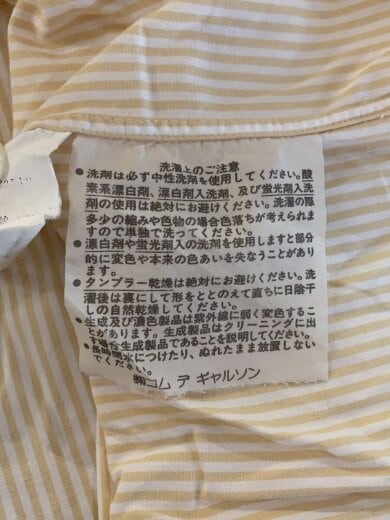 洗濯上のご注意
●洗剤は必ず中性洗剤を使用してください。酸
素系漂白剤、漂白剤入洗剤、及び蛍光剤入洗
剤の使用は絶対にお避けください。洗濯の際
多少の縮みや色物の場合色落ちが考えられま
すので単独で洗ってください。
●漂白剤や蛍光剤入の洗剤を使用しますと部分
的に変色や本来の色あいを失なうことがあり
ます。
●タンブラー乾燥は絶対にお避けください。洗
濯後は裏にして形をととのえて直ちに日陰干
しの自然乾燥してください。
●生成及び濃色製品は紫外線に弱く変色するこ
とがあります。生成製品はクリーニングに出
す場合生成製品であることを説明してください。
●長時間水につけたり、ぬれたまま放置しない
でください。
㈱コム デ ギャルソン